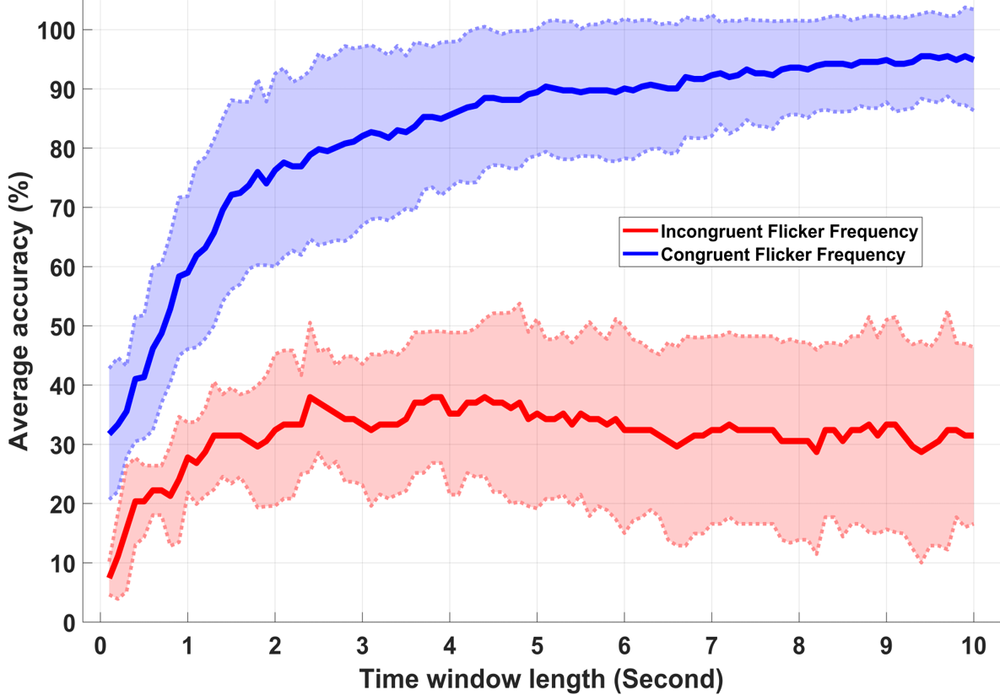 Average accuracy (%)
100
90
80
70
60
50
40
30
20
10
0
Incongruent Flicker Frequency
Congruent Flicker Frequency
0 1 2 3 4 5 6 7 8 9 10
Time window length (Second)